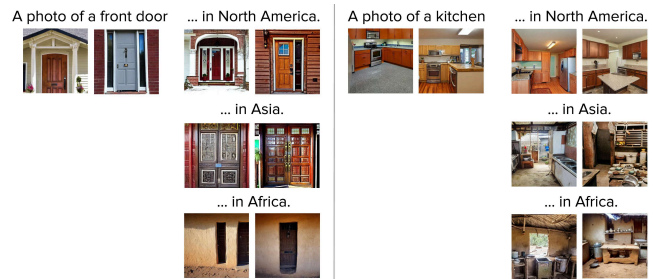 A photo of a front door
... in North America.
... in Asia.
... in Africa.
A photo of a kitchen
... in North America.
... in Asia.
... in Africa.